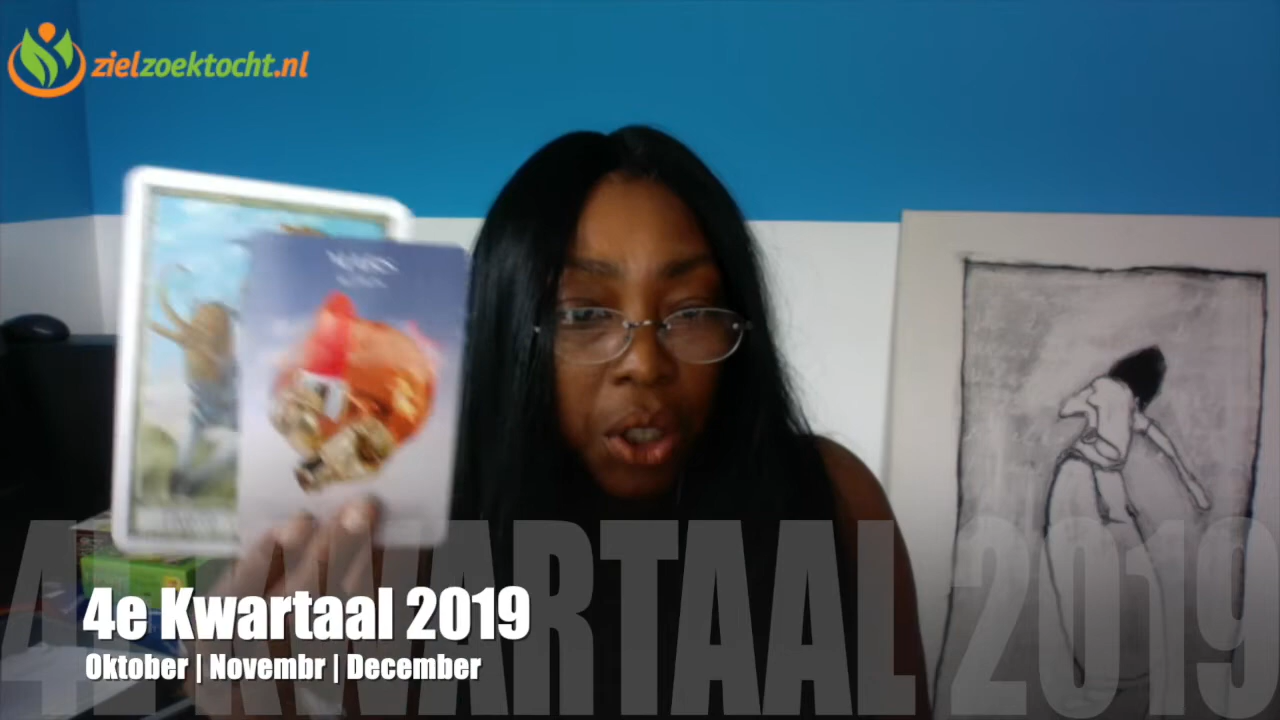 zielzoektocht.nl
4e Kwartaal 2019
Oktober | Novembr | December
4E KWARTAAL 2019